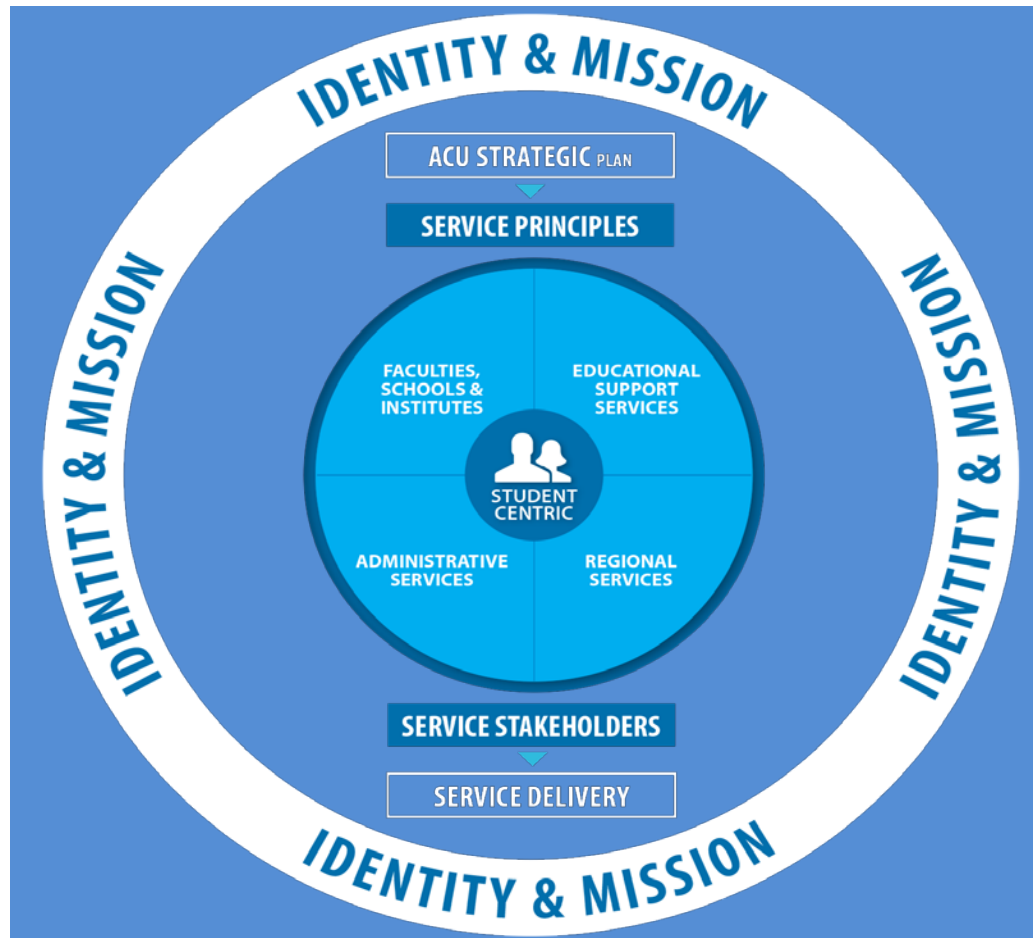 IDENTITY & MISSION
ACU STRATEGIC PLAN
SERVICE PRINCIPLES
IDENTITY & MISSION
IDENTITY & MISSION
FACULTIES,
SCHOOLS &
INSTITUTES
EDUCATIONAL
SUPPORT
SERVICES
STUDENT
CENTRIC
ADMINISTRATIVE
SERVICES
REGIONAL
SERVICES
SERVICE STAKEHOLDERS
SERVICE DELIVERY
IDENTITY & MISSION